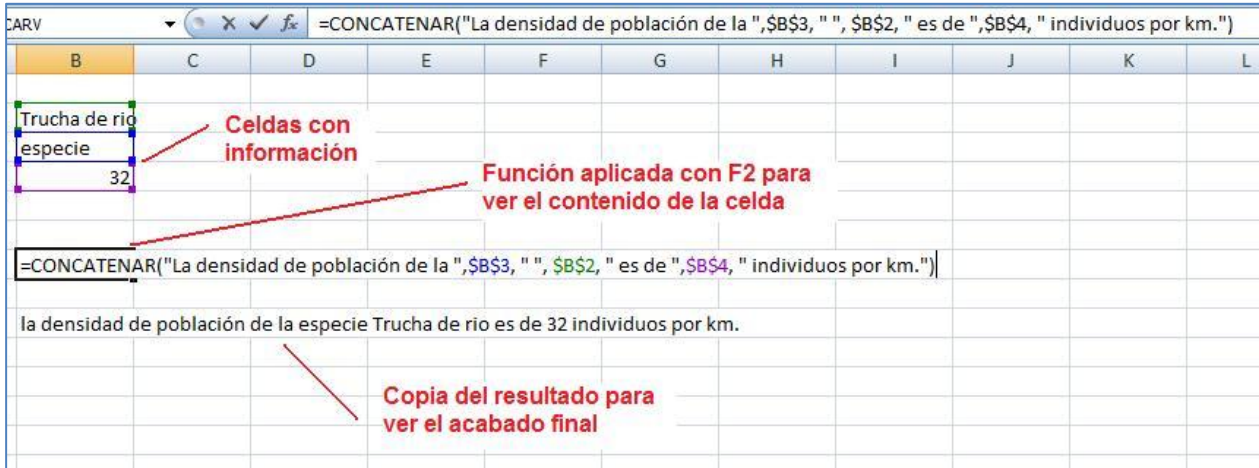 CARV fx =CONCATENAR("La densidad de población de la ",$B$3, " ", $B$2, " es de ",$B$4, " individuos por km.")
B C D E F G H I J K L
Trucha de rio
especie
32
Celdas con
información
Función aplicada con F2 para
ver el contenido de la celda
=CONCATENAR("La densidad de población de la ",$B$3, " ", $B$2, " es de ",$B$4, " individuos por km.")
la densidad de población de la especie Trucha de rio es de 32 individuos por km.
Copia del resultado para
ver el acabado final